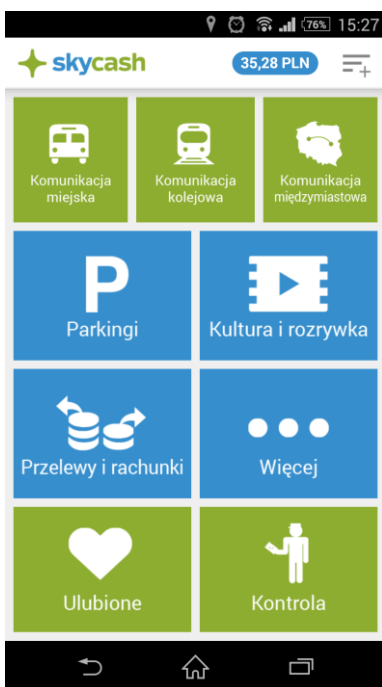 76% 15:27
skycash 35,28 PLN
Komunikacja
miejska
Komunikacja
kolejowa
Komunikacja
międzymiastowa
P
Parkingi
Kultura i rozrywka
Przelewy i rachunki
Więcej
Ulubione
Kontrola